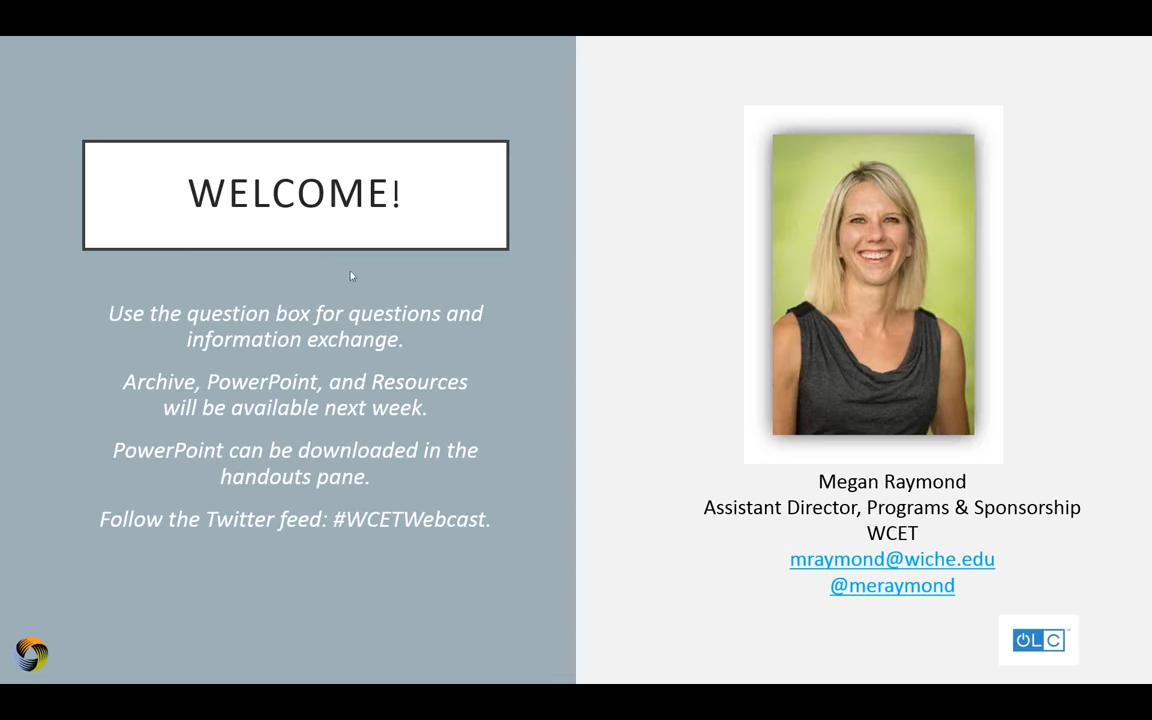 WELCOME!
Use the question box for questions and
information exchange.
Archive, PowerPoint, and Resources
will be available next week.
PowerPoint can be downloaded in the
handouts pane.
Follow the Twitter feed: #WCETWebcast.
Megan Raymond
Assistant Director, Programs & Sponsorship
WCET
mraymond@wiche.edu
@meraymond
OLC